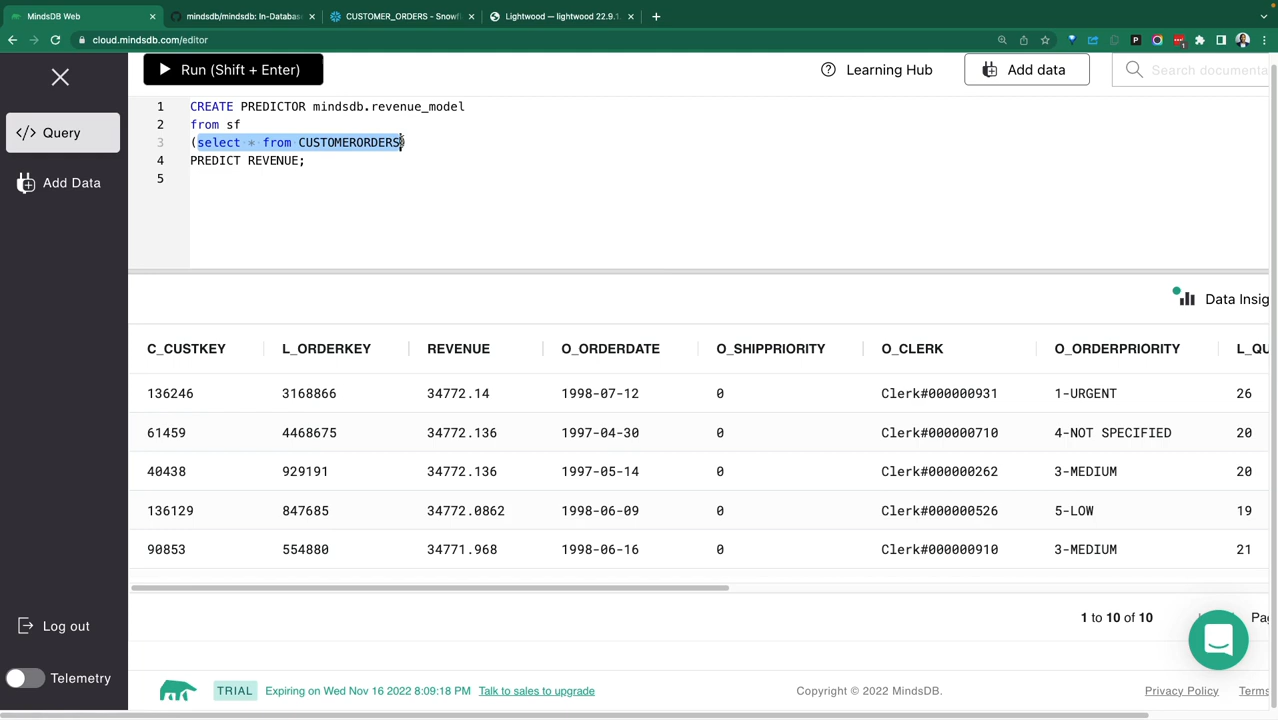 MindsDB Web
mindsdb/mindsdb: In-Databas
CUSTOMER_ORDERS - Snowf
Lightwood — lightwood 22.9.1
cloud.mindsdb.com/editor
Run (Shift + Enter)
Learning Hub
Add data
Search documenta
Query
Add Data
1 CREATE PREDICTOR mindsdb.revenue_model
2 from sf
3 (select * from CUSTOMERORDERS)
4 PREDICT REVENUE;
5
Data Insig
C_CUSTKEY L_ORDERKEY REVENUE O_ORDERDATE O_SHIPPRIORITY O_CLERK O_ORDERPRIORITY L_QU
136246 3168866 34772.14 1998-07-12 0 Clerk#000000931 1-URGENT 26
61459 4468675 34772.136 1997-04-30 0 Clerk#000000710 4-NOT SPECIFIED 20
40438 929191 34772.136 1997-05-14 0 Clerk#000000262 3-MEDIUM 20
136129 847685 34772.0862 1998-06-09 0 Clerk#000000526 5-LOW 19
90853 554880 34771.968 1998-06-16 0 Clerk#000000910 3-MEDIUM 21
1 to 10 of 10
Pag
Log out
Telemetry
TRIAL Expiring on Wed Nov 16 2022 8:09:18 PM Talk to sales to upgrade
Copyright © 2022 MindsDB.
Privacy Policy
Terms